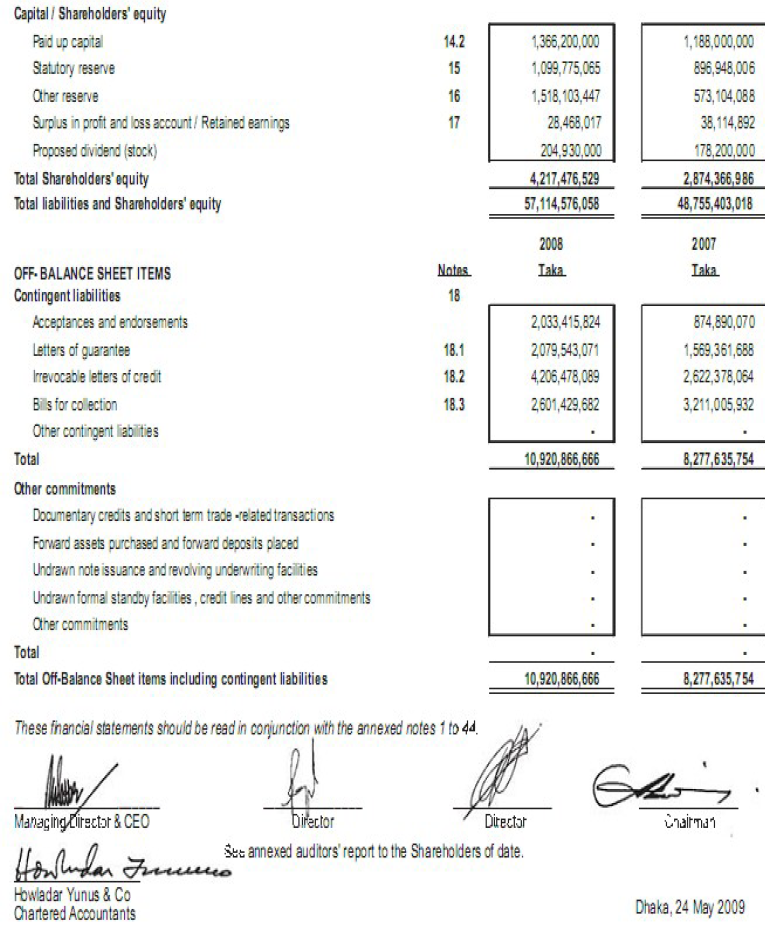 Capital / Shareholders' equity
Paid up capital 14.2 1,366,200,000 1,188,000,000
Statutory reserve 15 1,099,775,065 896,948,006
Other reserve 16 1,518,103,447 573,104,088
Surplus in profit and loss account / Retained earnings 17 28,468,017 38,114,892
Proposed dividend (stock) 204,930,000 178,200,000
Total Shareholders' equity 4,217,476,529 2,874,366,986
Total liabilities and Shareholders' equity 57,114,576,058 48,755,403,018
2008 2007
OFF- BALANCE SHEET ITEMS Notes Taka Taka
Contingent liabilities 18
Acceptances and endorsements 2,033,415,824 874,890,070
Letters of guarantee 18.1 2,079,543,071 1,569,361,688
Irrevocable letters of credit 18.2 4,206,478,089 2,622,378,064
Bills for collection 18.3 2,601,429,682 3,211,005,932
Other contingent liabilities - -
Total 10,920,866,666 8,277,635,754
Other commitments
Documentary credits and short term trade -related transactions - -
Forward assets purchased and forward deposits placed - -
Undrawn note issuance and revolving underwriting facilities - -
Undrawn formal standby facilities , credit lines and other commitments - -
Other commitments - -
Total - -
Total Off-Balance Sheet items including contingent liabilities 10,920,866,666 8,277,635,754
These financial statements should be read in conjunction with the annexed notes 1 to 44.
Managing Director & CEO Director Director Chairman
See annexed auditors' report to the Shareholders of date.
Howladar Yunus & Co
Chartered Accountants Dhaka, 24 May 2009